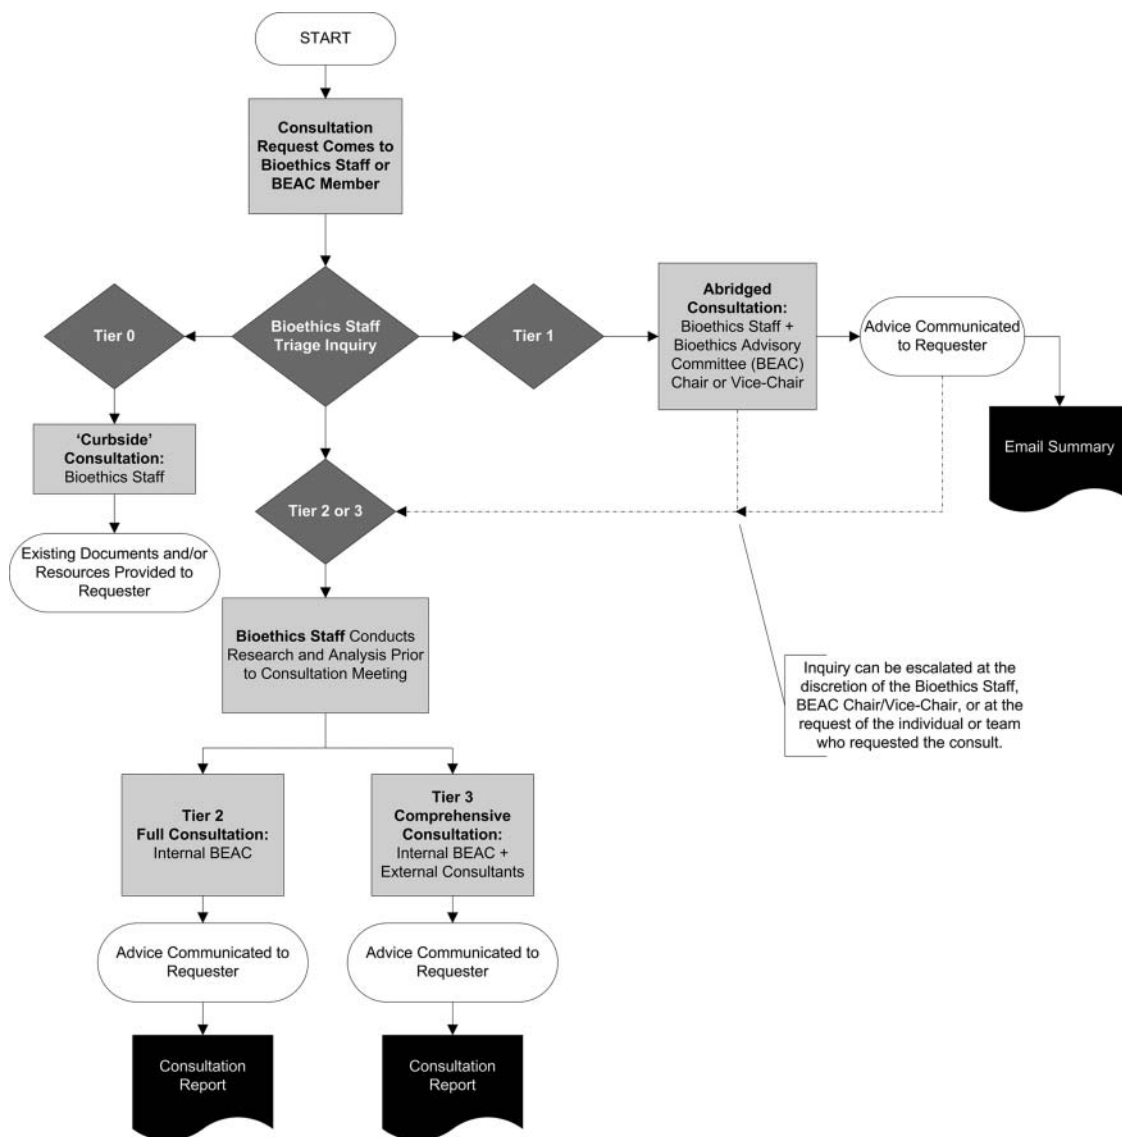 START
Consultation
Request Comes to
Bioethics Staff or
BEAC Member
Tier 0
Bioethics Staff
Triage Inquiry
Tier 1
Abridged
Consultation:
Bioethics Staff +
Bioethics Advisory
Committee (BEAC)
Chair or Vice-Chair
Advice Communicated
to Requester
Email Summary
'Curbside'
Consultation:
Bioethics Staff
Existing Documents and/or
Resources Provided to
Requester
Tier 2 or 3
Bioethics Staff Conducts
Research and Analysis Prior
to Consultation Meeting
Inquiry can be escalated at the
discretion of the Bioethics Staff,
BEAC Chair/Vice-Chair, or at the
request of the individual or team
who requested the consult.
Tier 2
Full Consultation:
Internal BEAC
Tier 3
Comprehensive
Consultation:
Internal BEAC +
External Consultants
Advice Communicated to
Requester
Advice Communicated to
Requester
Consultation
Report
Consultation
Report